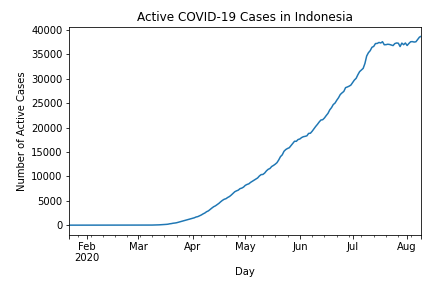 Active COVID-19 Cases in Indonesia
40000
35000
30000
25000
20000
15000
10000
5000
0
Number of Active Cases
Feb Mar Apr May Jun Jul Aug
2020
Day